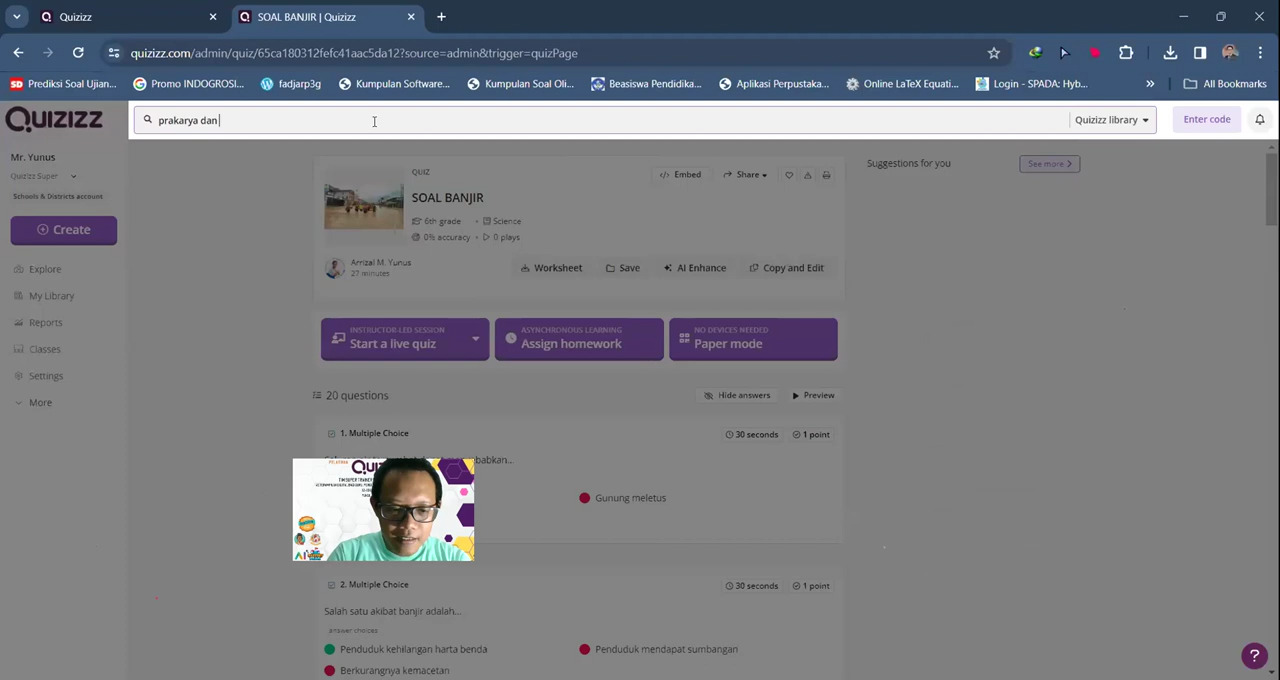 Quizizz
SOAL BANJIR | Quizizz
quizizz.com/admin/quiz/65ca180312fefc41aac5da12?source=admin&trigger=quizPage
SD Prediksi Soal Ujian...
Promo INDOGROSI...
fadjarp3g
Kumpulan Software...
Kumpulan Soal Oli...
Beasiswa Pendidika...
Aplikasi Perpustaka...
Online LaTeX Equati...
Login - SPADA: Hyb...
All Bookmarks
QUIZIZZ
prakarya dan
Quizizz library
Enter code
Mr. Yunus
Quizizz Super
Schools & Districts account
Create
Explore
My Library
Reports
Classes
Settings
More
QUIZ
Embed
Share
SOAL BANJIR
6th grade
Science
0% accuracy
0 plays
Arrizal M. Yunus
27 minutes
Worksheet
Save
AI Enhance
Copy and Edit
Suggestions for you
See more
INSTRUCTOR-LED SESSION
Start a live quiz
ASYNCHRONOUS LEARNING
Assign homework
NO DEVICES NEEDED
Paper mode
20 questions
Hide answers
Preview
1. Multiple Choice
30 seconds
1 point
Gunung meletus
2. Multiple Choice
30 seconds
1 point
Salah satu akibat banjir adalah...
answer choices
Penduduk kehilangan harta benda
Penduduk mendapat sumbangan
Berkurangnya kemacetan
?